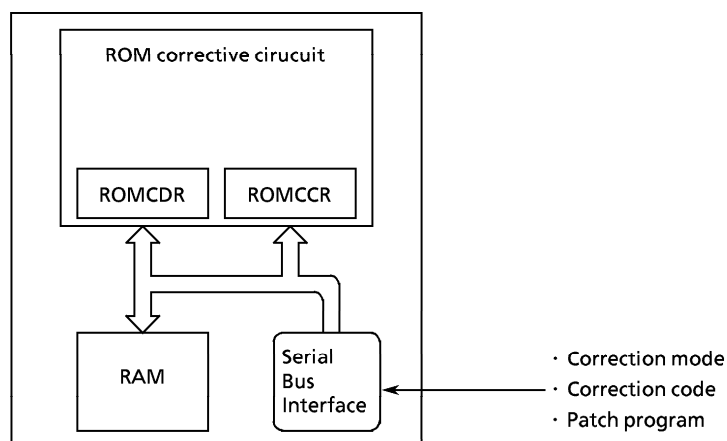 ROM corrective cirucuit
ROMCDR
ROMCCR
RAM
Serial
Bus
Interface
· Correction mode
· Correction code
· Patch program